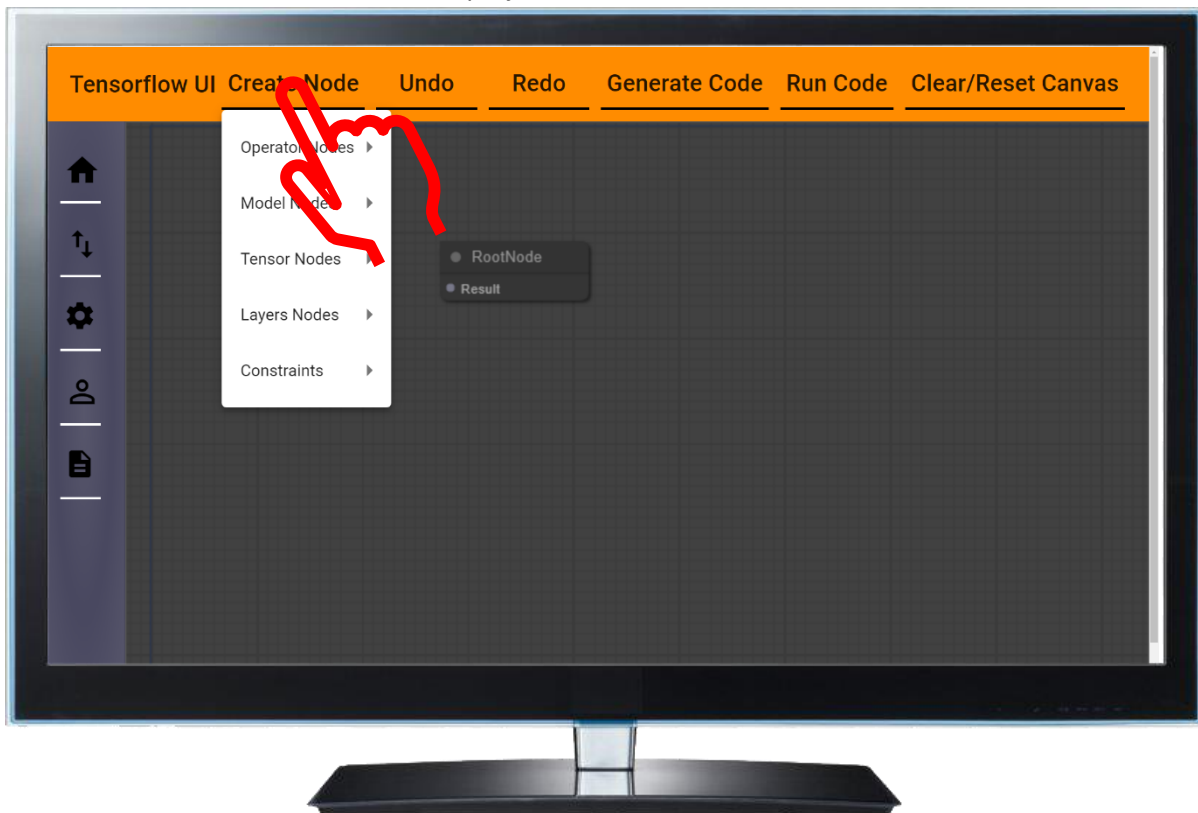 Tensorflow UI Create Node Undo Redo Generate Code Run Code Clear/Reset Canvas
Operator Nodes
Model Nodes
Tensor Nodes
Layers Nodes
Constraints
RootNode
Result